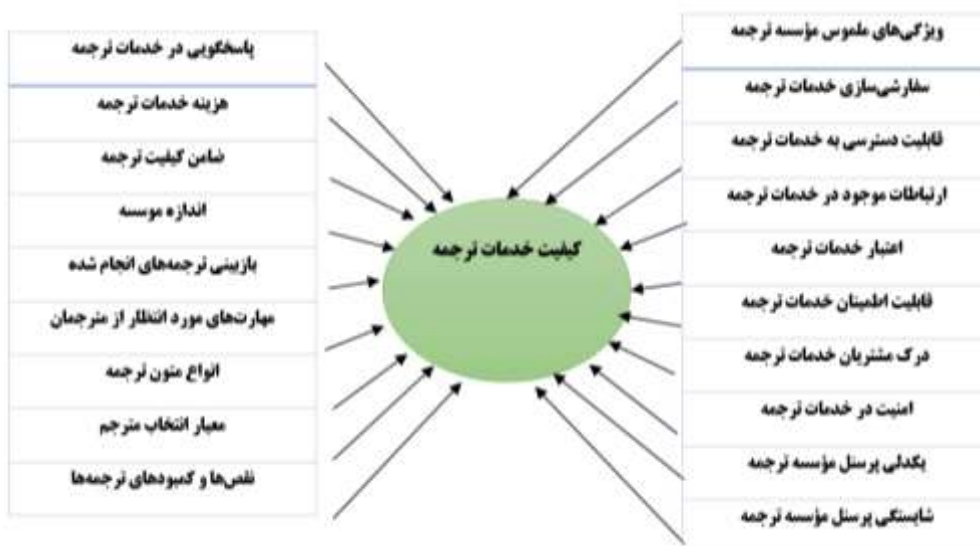 ویژگی‌های ملموس مؤسسه ترجمه
سفارشی‌سازی خدمات ترجمه
قابلیت دسترسی به خدمات ترجمه
ارتباطات موجود در خدمات ترجمه
اعتبار خدمات ترجمه
قابلیت اطمینان خدمات ترجمه
درک مشتریان خدمات ترجمه
امنیت در خدمات ترجمه
یکدلی پرسنل مؤسسه ترجمه
شایستگی پرسنل مؤسسه ترجمه
کیفیت خدمات ترجمه
پاسخگویی در خدمات ترجمه
هزینه خدمات ترجمه
ضامن کیفیت ترجمه
اندازه موسسه
بازبینی ترجمه‌های انجام شده
مهارت‌های مورد انتظار از مترجمان
انواع متون ترجمه
معیار انتخاب مترجم
نقص‌ها و کمبودهای ترجمه‌ها